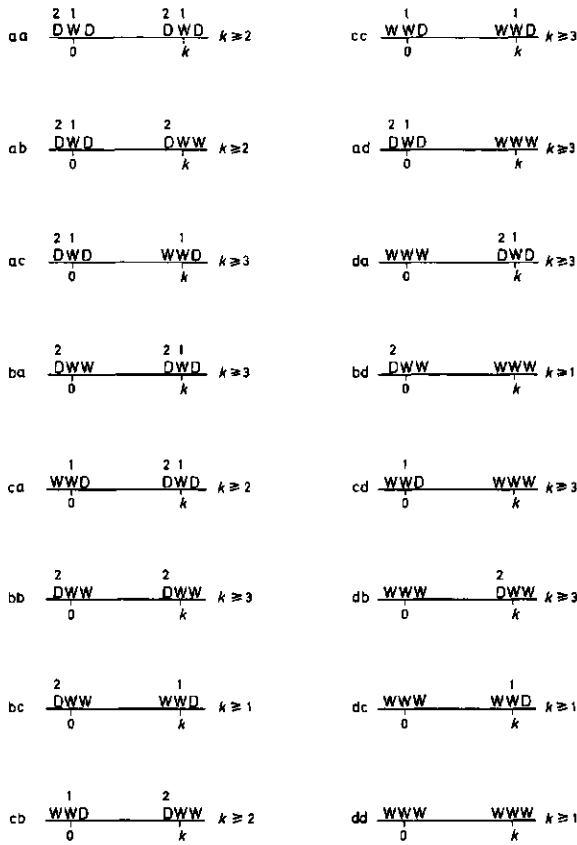 2 1 2 1
aa DWD DWD k ≥ 2
0 k
2 1 2
ab DWD DWW k ≥ 2
0 k
2 1 1
ac DWD WWD k ≥ 3
0 k
2 2 1
ba DWW DWD k ≥ 3
0 k
1 2 1
ca WWD DWD k ≥ 2
0 k
2 2
bb DWW DWW k ≥ 3
0 k
2 1
bc DWW WWD k ≥ 1
0 k
1 2
cb WWD DWW k ≥ 2
0 k
1 1
cc WWD WWD k ≥ 3
0 k
2 1
ad DWD WWW k ≥ 3
0 k
2 1
da WWW DWD k ≥ 3
0 k
2
bd DWW WWW k ≥ 1
0 k
1
cd WWD WWW k ≥ 3
0 k
2
db WWW DWW k ≥ 3
0 k
1
dc WWW WWD k ≥ 1
0 k
dd WWW WWW k ≥ 1
0 k